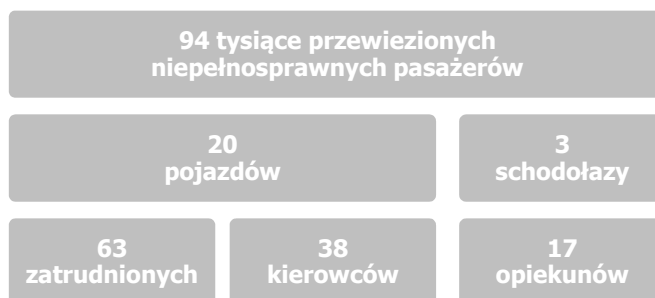 94 tysiące przewiezionych
niepełnosprawnych pasażerów
20
pojazdów
3
schodołazy
63
zatrudnionych
38
kierowców
17
opiekunów